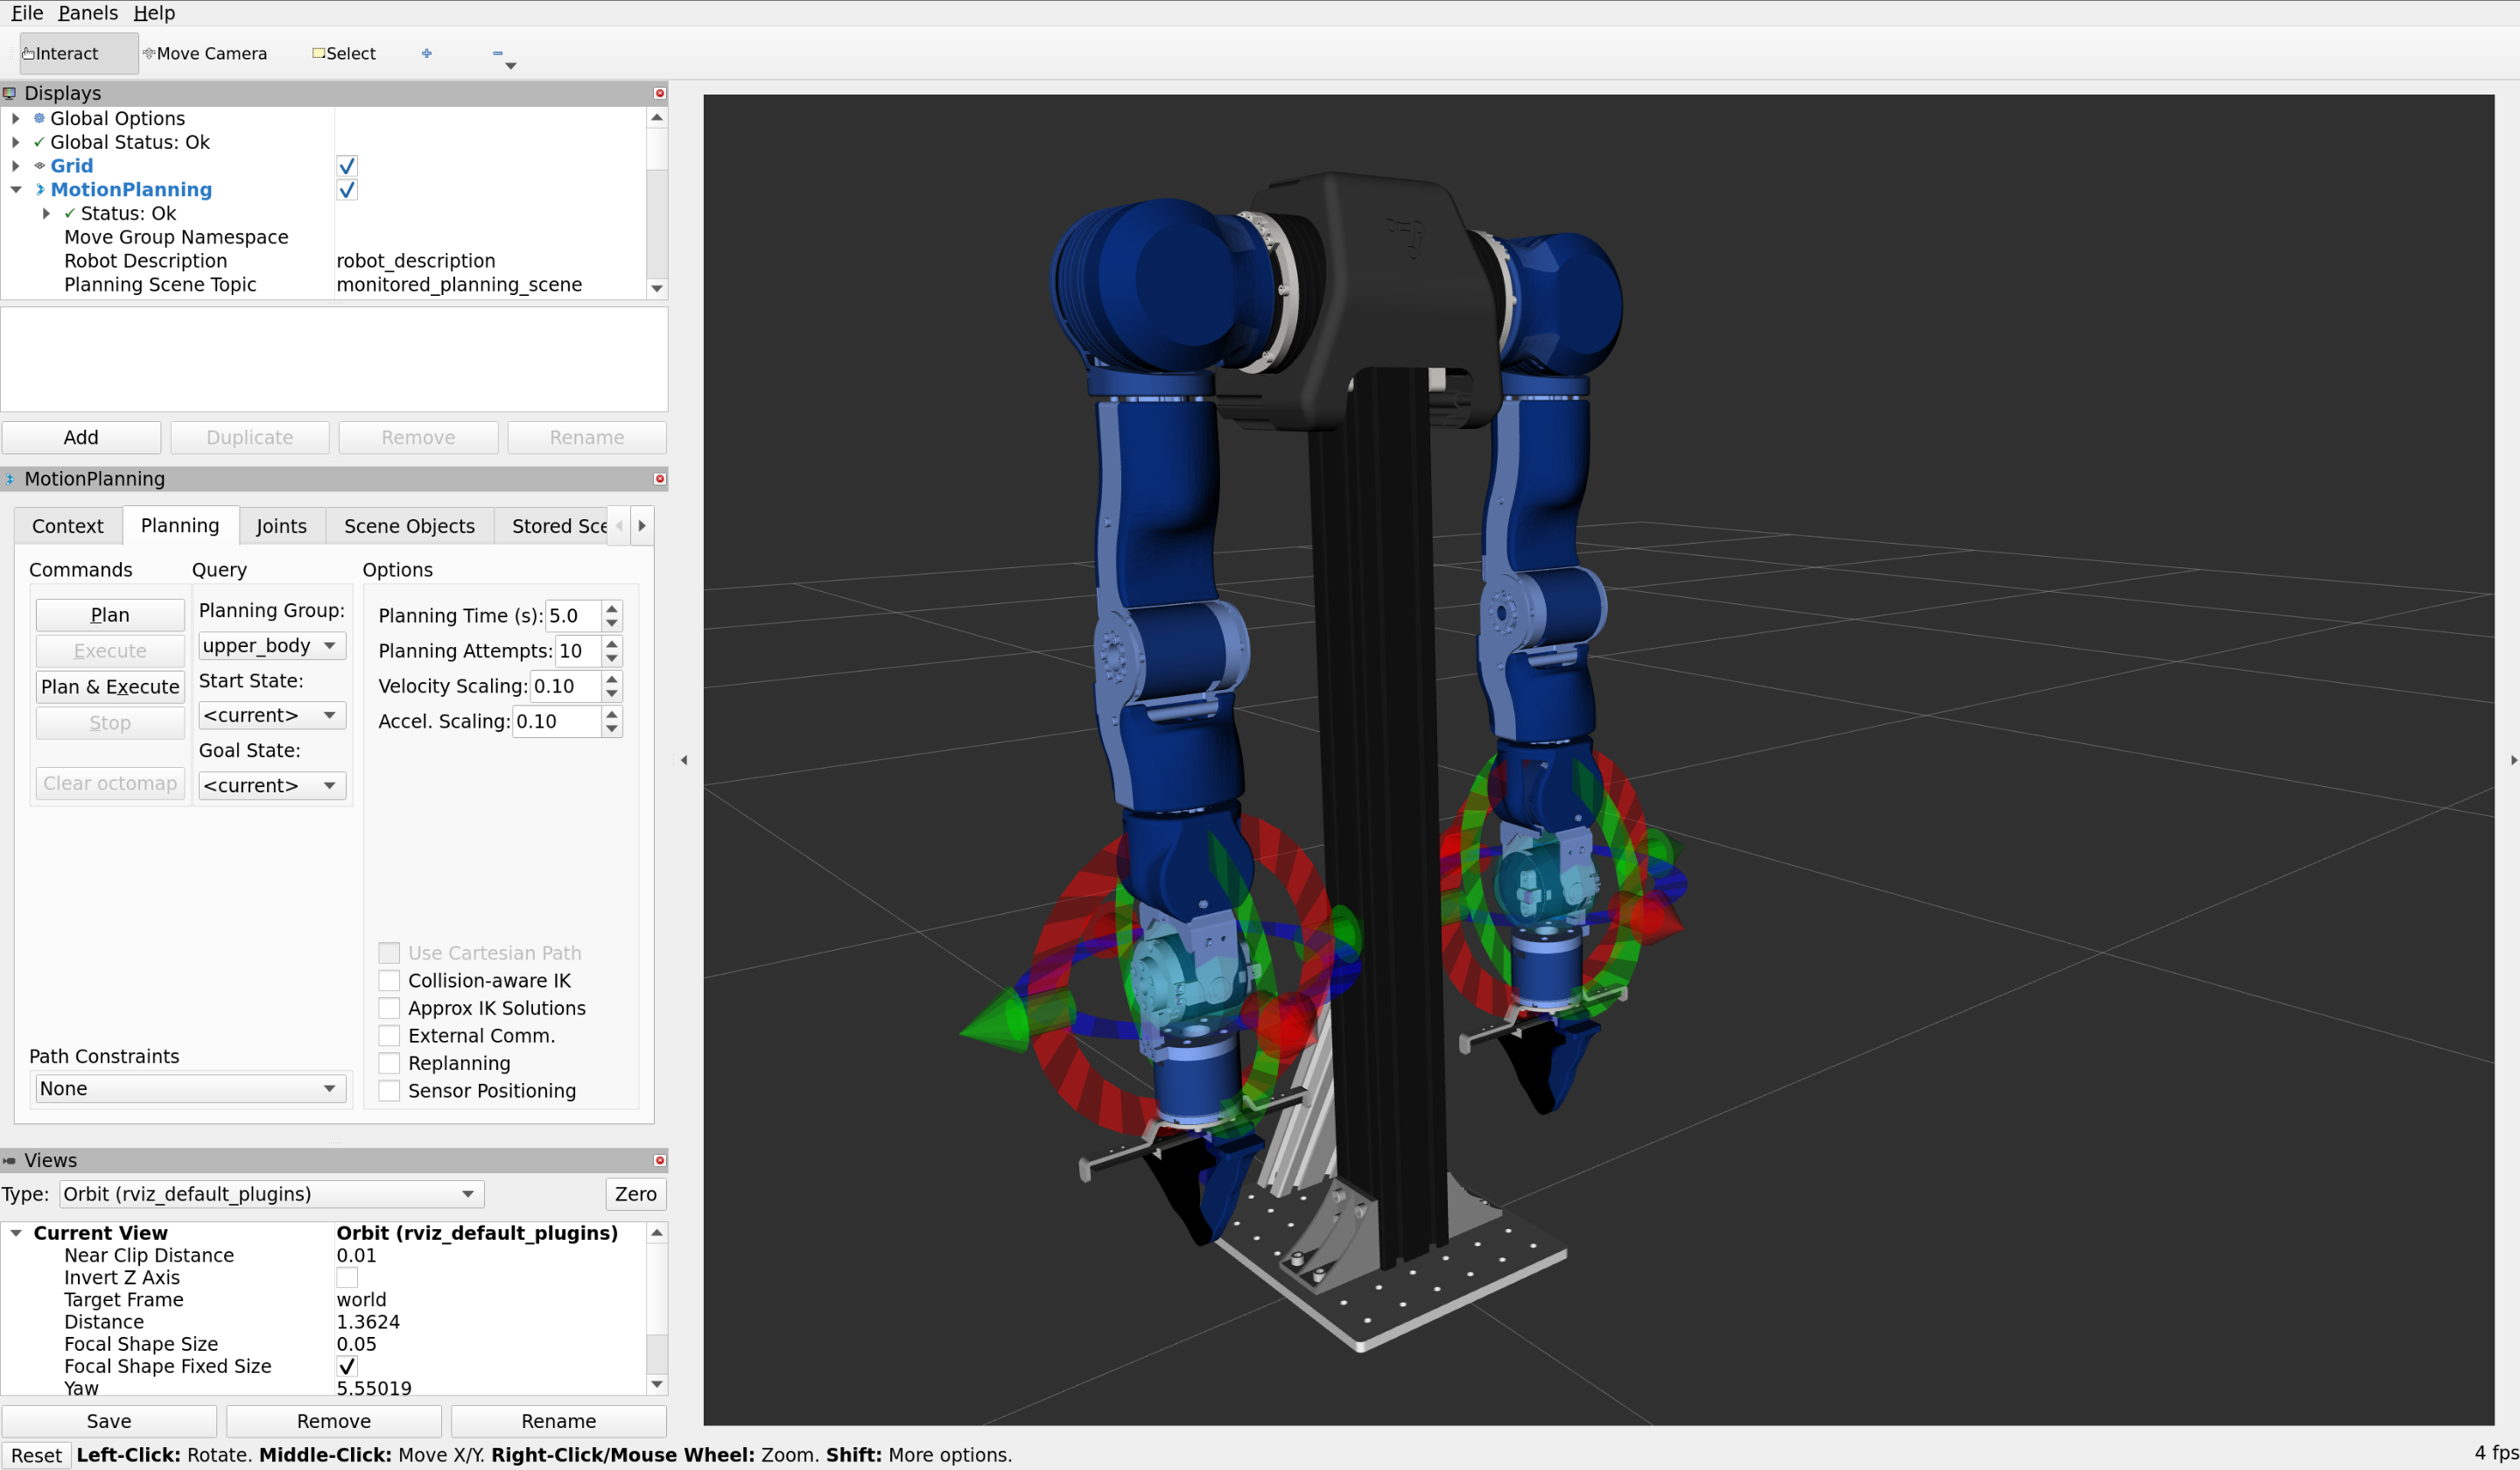 File Panels Help
Interact Move Camera Select
Displays
Global Options
Global Status: Ok
Grid
MotionPlanning
Status: Ok
Move Group Namespace
Robot Description robot_description
Planning Scene Topic monitored_planning_scene
Add Duplicate Remove Rename
MotionPlanning
Context Planning Joints Scene Objects Stored Sce
Commands Query Options
Plan
Execute
Plan & Execute
Stop
Clear octomap
Planning Group:
upper_body
Start State:
<current>
Goal State:
<current>
Planning Time (s): 5.0
Planning Attempts: 10
Velocity Scaling: 0.10
Accel. Scaling: 0.10
Use Cartesian Path
Collision-aware IK
Approx IK Solutions
External Comm.
Replanning
Sensor Positioning
Path Constraints
None
Views
Type: Orbit (rviz_default_plugins) Zero
Current View Orbit (rviz_default_plugins)
Near Clip Distance 0.01
Invert Z Axis
Target Frame world
Distance 1.3624
Focal Shape Size 0.05
Focal Shape Fixed Size
Yaw 5.55019
Save Remove Rename
Reset Left-Click: Rotate. Middle-Click: Move X/Y. Right-Click/Mouse Wheel: Zoom. Shift: More options. 4 fps